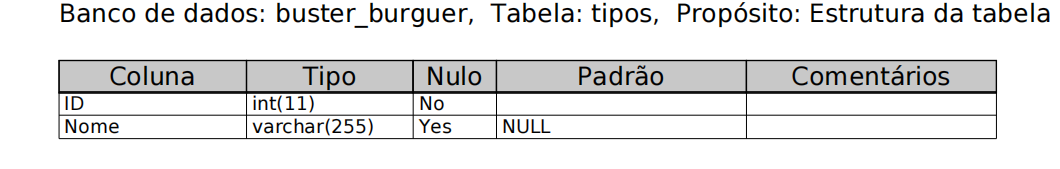 Banco de dados: buster_burguer, Tabela: tipos, Propósito: Estrutura da tabela
Coluna Tipo Nulo Padrão Comentários
ID int(11) No
Nome varchar(255) Yes NULL